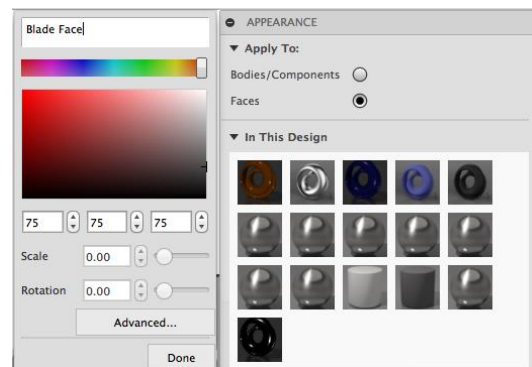 Blade Face
75 75 75
Scale 0.00
Rotation 0.00
Advanced...
Done
APPEARANCE
Apply To:
Bodies/Components
Faces
In This Design